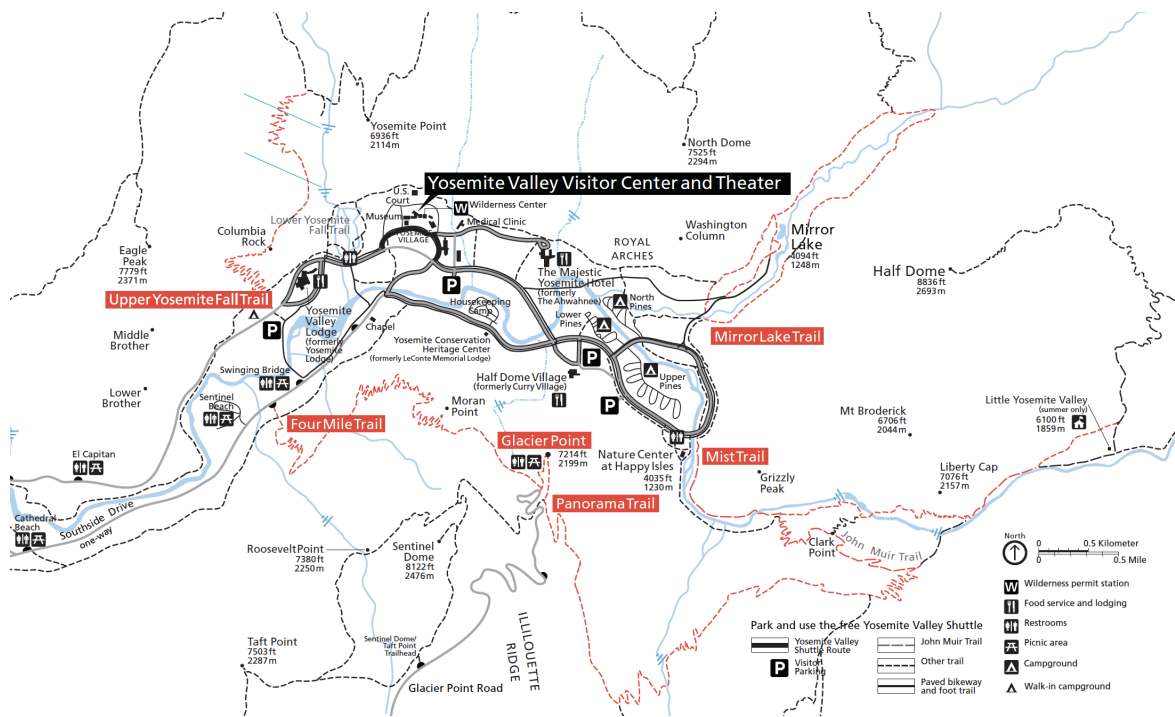 Yosemite Point
6936 ft
2114 m
North Dome
7525 ft
2294 m
Yosemite Valley Visitor Center and Theater
U.S.
Court
Museum
YOSEMITE
VILLAGE
W
Wilderness Center
Medical Clinic
Lower Yosemite
Fall Trail
Columbia
Rock
Eagle
Peak
7779 ft
2371 m
Washington
Column
ROYAL
ARCHES
Mirror
Lake
4094 ft
1248 m
Half Dome
8836 ft
2693 m
The Majestic
Yosemite Hotel
(formerly
The Ahwahnee)
Upper Yosemite Fall Trail
P
P
Yosemite
Valley
Lodge
(formerly
Yosemite
Lodge)
Housekeeping
Camp
North
Pines
Lower
Pines
Chapel
Middle
Brother
Mirror Lake Trail
Yosemite Conservation
Heritage Center
(formerly LeConte Memorial Lodge)
P
Upper
Pines
Swinging Bridge
Half Dome Village
(formerly Curry Village)
P
Lower
Brother
Sentinel
Beach
Moran
Point
Four Mile Trail
Mt Broderick
6706 ft
2044 m
Little Yosemite Valley
(summer only)
6100 ft
1859 m
Glacier Point
7214 ft
2199 m
Nature Center
at Happy Isles
4035 ft
1230 m
Mist Trail
El Capitan
Grizzly
Peak
Liberty Cap
7076 ft
2157 m
Panorama Trail
Cathedral
Beach
Southside Drive
one-way
Clark
Point
John Muir Trail
Roosevelt Point
7380 ft
2250 m
Sentinel
Dome
8122 ft
2476 m
Taft Point
7503 ft
2287 m
Sentinel Dome/
Taft Point
Trailhead
ILLILOUETTE
RIDGE
Glacier Point Road
North
0 0.5 Kilometer
0 0.5 Mile
W Wilderness permit station
Food service and lodging
Restrooms
Picnic area
Campground
Walk-in campground
Park and use the free Yosemite Valley Shuttle
Yosemite Valley
Shuttle Route
P Visitor
Parking
John Muir Trail
Other trail
Paved bikeway
and foot trail